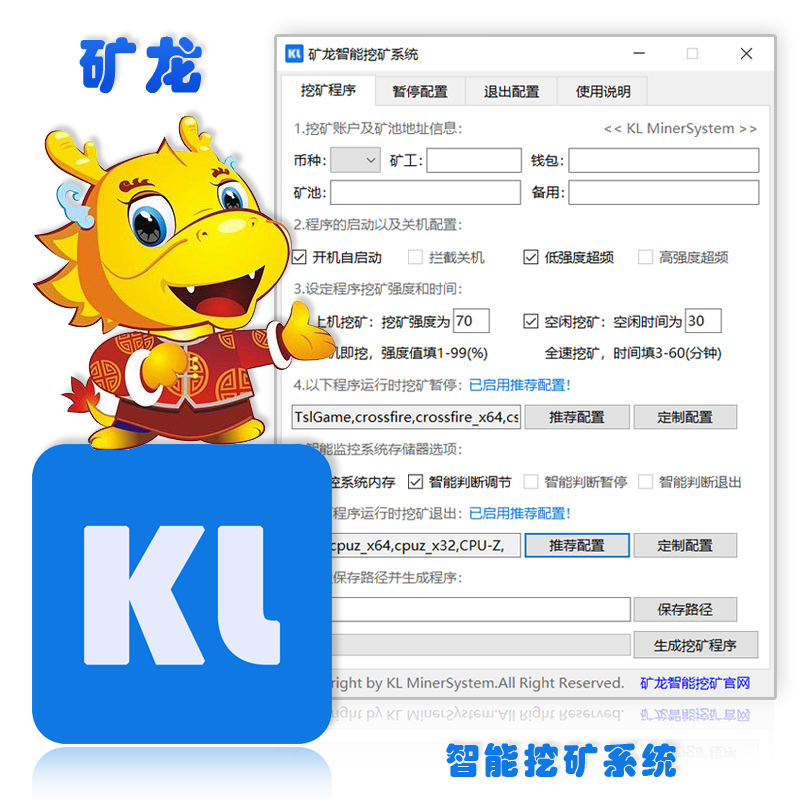 矿龙
KL 矿龙智能挖矿系统
挖矿程序 暂停配置 退出配置 使用说明
1.挖矿账户及矿池地址信息: << KL MinerSystem >>
币种: 矿工: 钱包:
矿池: 备用:
2.程序的启动以及关机配置:
开机自启动 拦截关机 低强度超频 高强度超频
3.设定程序挖矿强度和时间:
上机挖矿: 挖矿强度为 70 空闲挖矿: 空闲时间为 30
即挖, 强度值填1-99(%) 全速挖矿, 时间填3-60(分钟)
4.以下程序运行时挖矿暂停: 已启用推荐配置!
TslGame,crossfire,crossfire_x64,cs 推荐配置 定制配置
智能监控系统存储器选项:
控系统内存 智能判断调节 智能判断暂停 智能判断退出
程序运行时挖矿退出: 已启用推荐配置!
cpuz_x64,cpuz_x32,CPU-Z, 推荐配置 定制配置
保存路径并生成程序:
保存路径
生成挖矿程序
right by KL MinerSystem.All Right Reserved. 矿龙智能挖矿官网
KL
智能挖矿系统